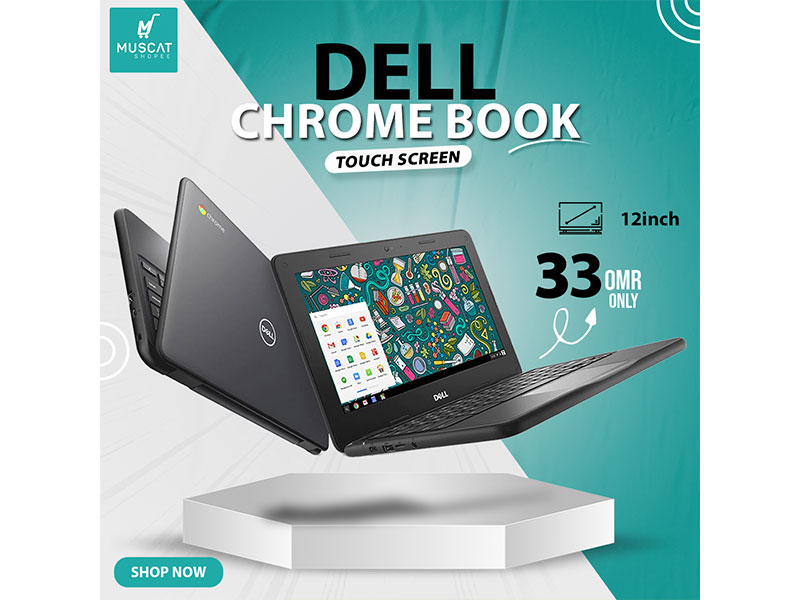 MUSCAT
SHOPEE
DELL
CHROME BOOK
TOUCH SCREEN
12inch
33 OMR
ONLY
chrome
DELL
DELL
SHOP NOW